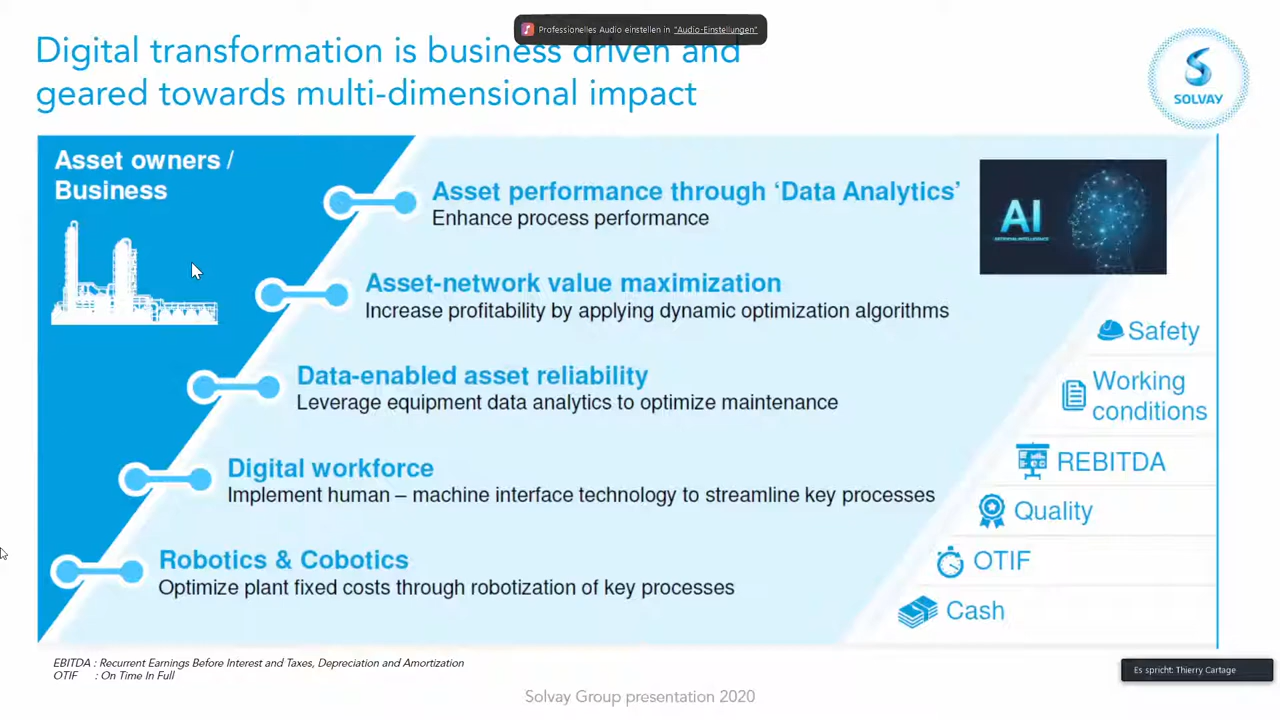 Professionelles Audio einstellen in "Audio-Einstellungen"
Digital transformation is business driven and
geared towards multi-dimensional impact
SOLVAY
Asset owners /
Business
Asset performance through ‘Data Analytics’
Enhance process performance
AI
ARTIFICIAL INTELLIGENCE
Asset-network value maximization
Increase profitability by applying dynamic optimization algorithms
Data-enabled asset reliability
Leverage equipment data analytics to optimize maintenance
Digital workforce
Implement human – machine interface technology to streamline key processes
Robotics & Cobotics
Optimize plant fixed costs through robotization of key processes
Safety
Working
conditions
REBITDA
Quality
OTIF
Cash
EBITDA : Recurrent Earnings Before Interest and Taxes, Depreciation and Amortization
OTIF : On Time In Full
Es spricht: Thierry Cartage
Solvay Group presentation 2020